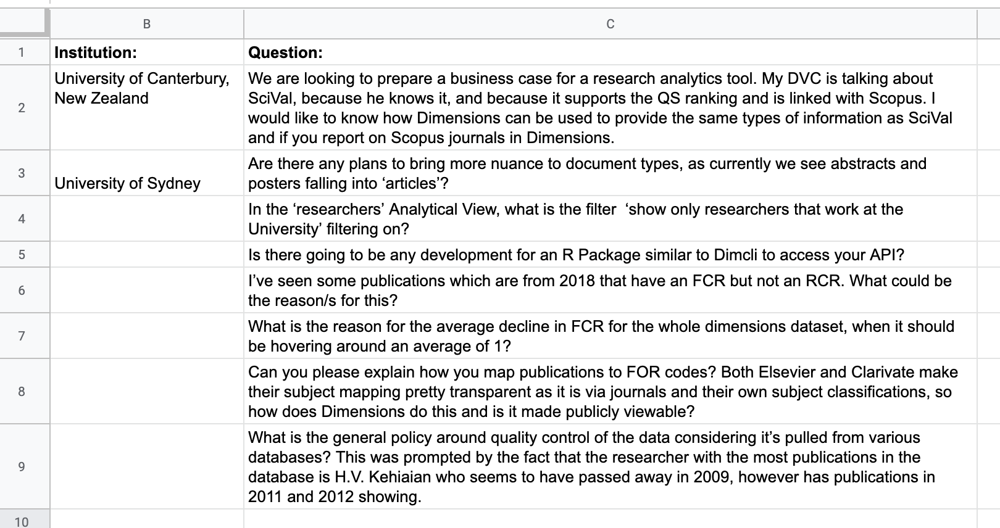 B
C
1
Institution:
Question:
2
University of Canterbury,
New Zealand
We are looking to prepare a business case for a research analytics tool. My DVC is talking about
SciVal, because he knows it, and because it supports the QS ranking and is linked with Scopus. I
would like to know how Dimensions can be used to provide the same types of information as SciVal
and if you report on Scopus journals in Dimensions.
3
University of Sydney
Are there any plans to bring more nuance to document types, as currently we see abstracts and
posters falling into ‘articles’?
4
In the ‘researchers’ Analytical View, what is the filter  ‘show only researchers that work at the
University’ filtering on?
5
Is there going to be any development for an R Package similar to Dimcli to access your API?
6
I’ve seen some publications which are from 2018 that have an FCR but not an RCR. What could be
the reason/s for this?
7
What is the reason for the average decline in FCR for the whole dimensions dataset, when it should
be hovering around an average of 1?
8
Can you please explain how you map publications to FOR codes? Both Elsevier and Clarivate make
their subject mapping pretty transparent as it is via journals and their own subject classifications, so
how does Dimensions do this and is it made publicly viewable?
9
What is the general policy around quality control of the data considering it’s pulled from various
databases? This was prompted by the fact that the researcher with the most publications in the
database is H.V. Kehiaian who seems to have passed away in 2009, however has publications in
2011 and 2012 showing.
10